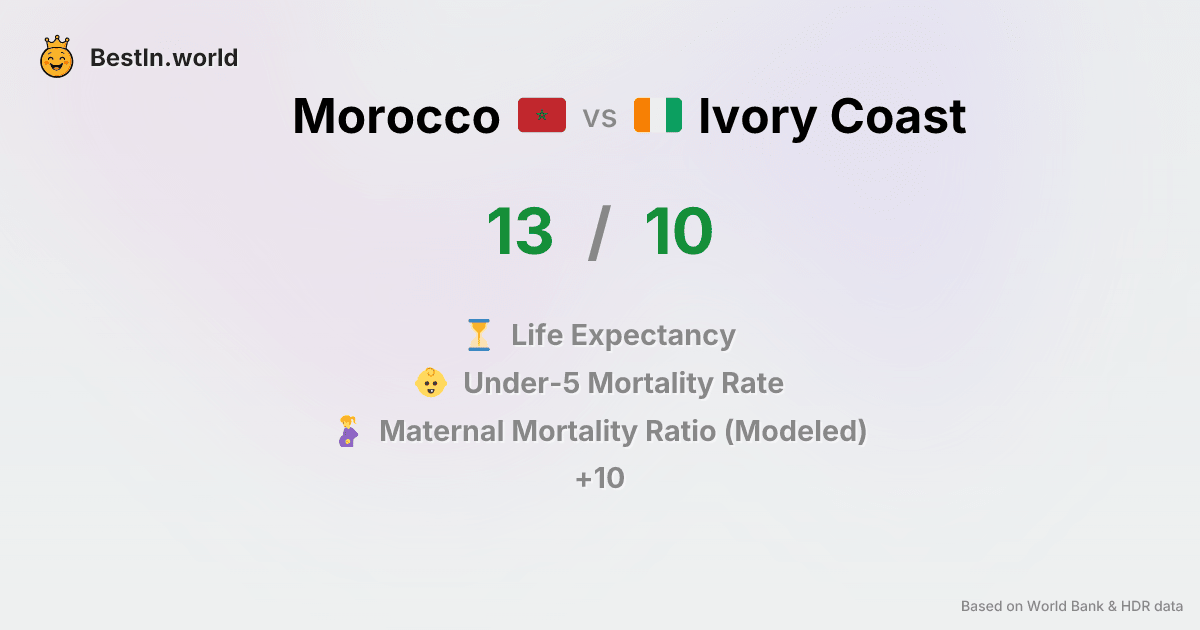 BestIn.world
Morocco vs Ivory Coast
13 / 10
Life Expectancy
Under-5 Mortality Rate
Maternal Mortality Ratio (Modeled)
+10
Based on World Bank & HDR data